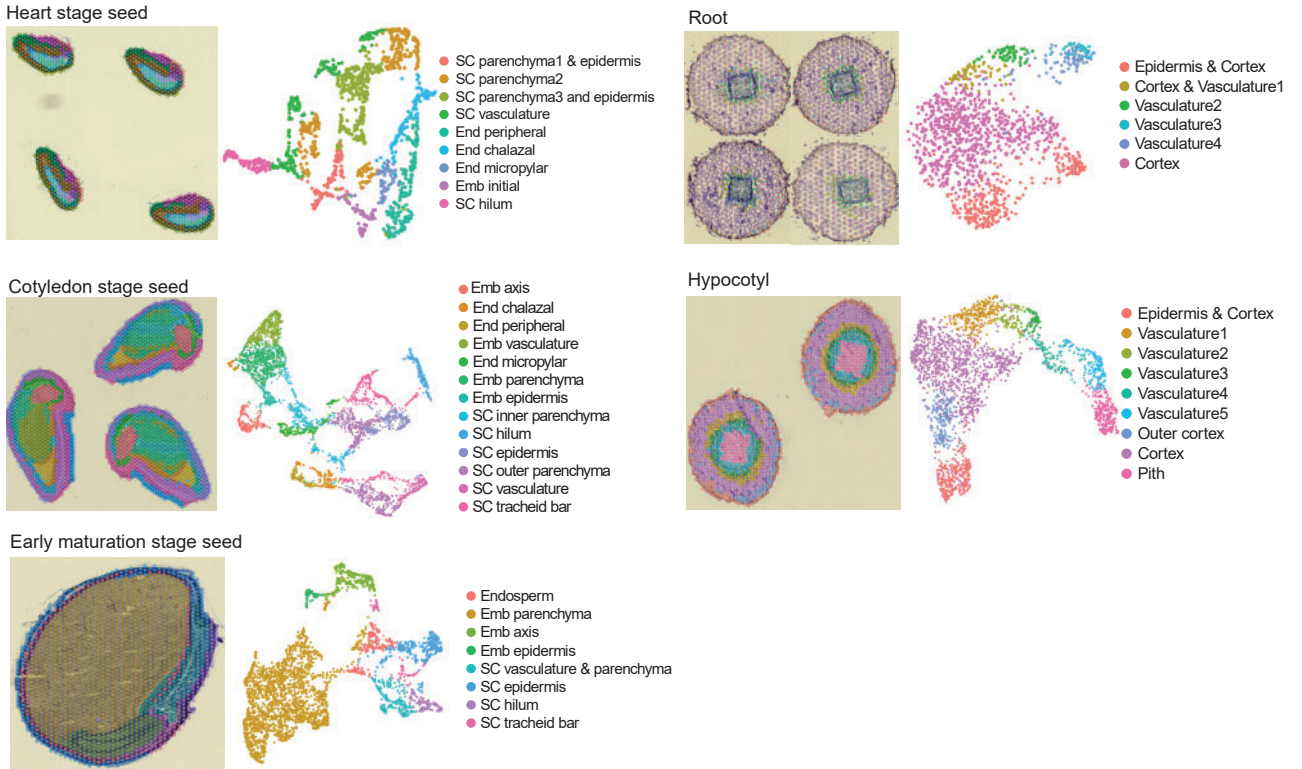 Heart stage seed
SC parenchyma1 & epidermis
SC parenchyma2
SC parenchyma3 and epidermis
SC vasculature
End peripheral
End chalazal
End micropylar
Emb initial
SC hilum
Root
Epidermis & Cortex
Cortex & Vasculature1
Vasculature2
Vasculature3
Vasculature4
Cortex
Cotyledon stage seed
Emb axis
End chalazal
End peripheral
Emb vasculature
End micropylar
Emb parenchyma
Emb epidermis
SC inner parenchyma
SC hilum
SC epidermis
SC outer parenchyma
SC vasculature
SC tracheid bar
Hypocotyl
Epidermis & Cortex
Vasculature1
Vasculature2
Vasculature3
Vasculature4
Vasculature5
Outer cortex
Cortex
Pith
Early maturation stage seed
Endosperm
Emb parenchyma
Emb axis
Emb epidermis
SC vasculature & parenchyma
SC epidermis
SC hilum
SC tracheid bar